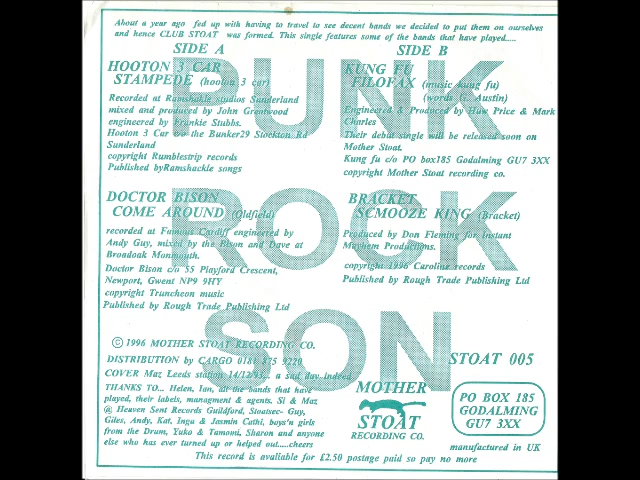 About a year ago fed up with having to travel to see decent bands we decided to put them on ourselves
and hence CLUB STOAT was formed. This single features some of the bands that have played.....
SIDE A
HOOTON 3 CAR
STAMPEDE (hooton 3 car)
Recorded at Ramshakle studios Sunderland
mixed and produced by John Greatwood
engineered by Frankie Stubbs.
Hooton 3 Car c/o the Bunker29 Stockton Rd
Sunderland
copyright Rumblestrip records
Published byRamshackle songs
DOCTOR BISON
COME AROUND (Oldfield)
recorded at Famous Cardiff engineered by
Andy Guy, mixed by the Bison and Dave at
Broadoak Monmouth.
Doctor Bison c/o 55 Playford Crescent,
Newport, Gwent NP9 9HY
copyright Truncheon music
Published by Rough Trade Publishing Ltd
SIDE B
KUNG FU
FILOFAX (music kung fu)
(words G. Austin)
Engineered & Produced by Huw Price & Mark
Charles
Their debut single will be released soon on
Mother Stoat.
Kung fu c/o PO box185 Godalming GU7 3XX
copyright Mother Stoat recording co.
BRACKET
SCMOOZE KING (Bracket)
Produced by Don Fleming for Instant
Mayhem Productions.
copyright 1996 Caroline records
Published by Rough Trade Publishing Ltd
PUNK
ROCK
SON
© 1996 MOTHER STOAT RECORDING CO.
DISTRIBUTION by CARGO 0181 875 9220
COVER Maz Leeds station 14/12/93... a sad day indeed
THANKS TO... Helen, Ian, all the bands that have
played, their labels, managment & agents, Si & Maz
@ Heaven Sent Records Guildford, Stoatsec- Guy,
Giles, Andy, Kat, Inga & Jasmin Cathi, boys'n girls
from the Drum, Yuko & Tamomi, Sharon and anyone
else who has ever turned up or helped out.....cheers
STOAT 005
MOTHER
STOAT
RECORDING CO.
PO BOX 185
GODALMING
GU7 3XX
manufactured in UK
This record is available for £2.50 postage paid so pay no more